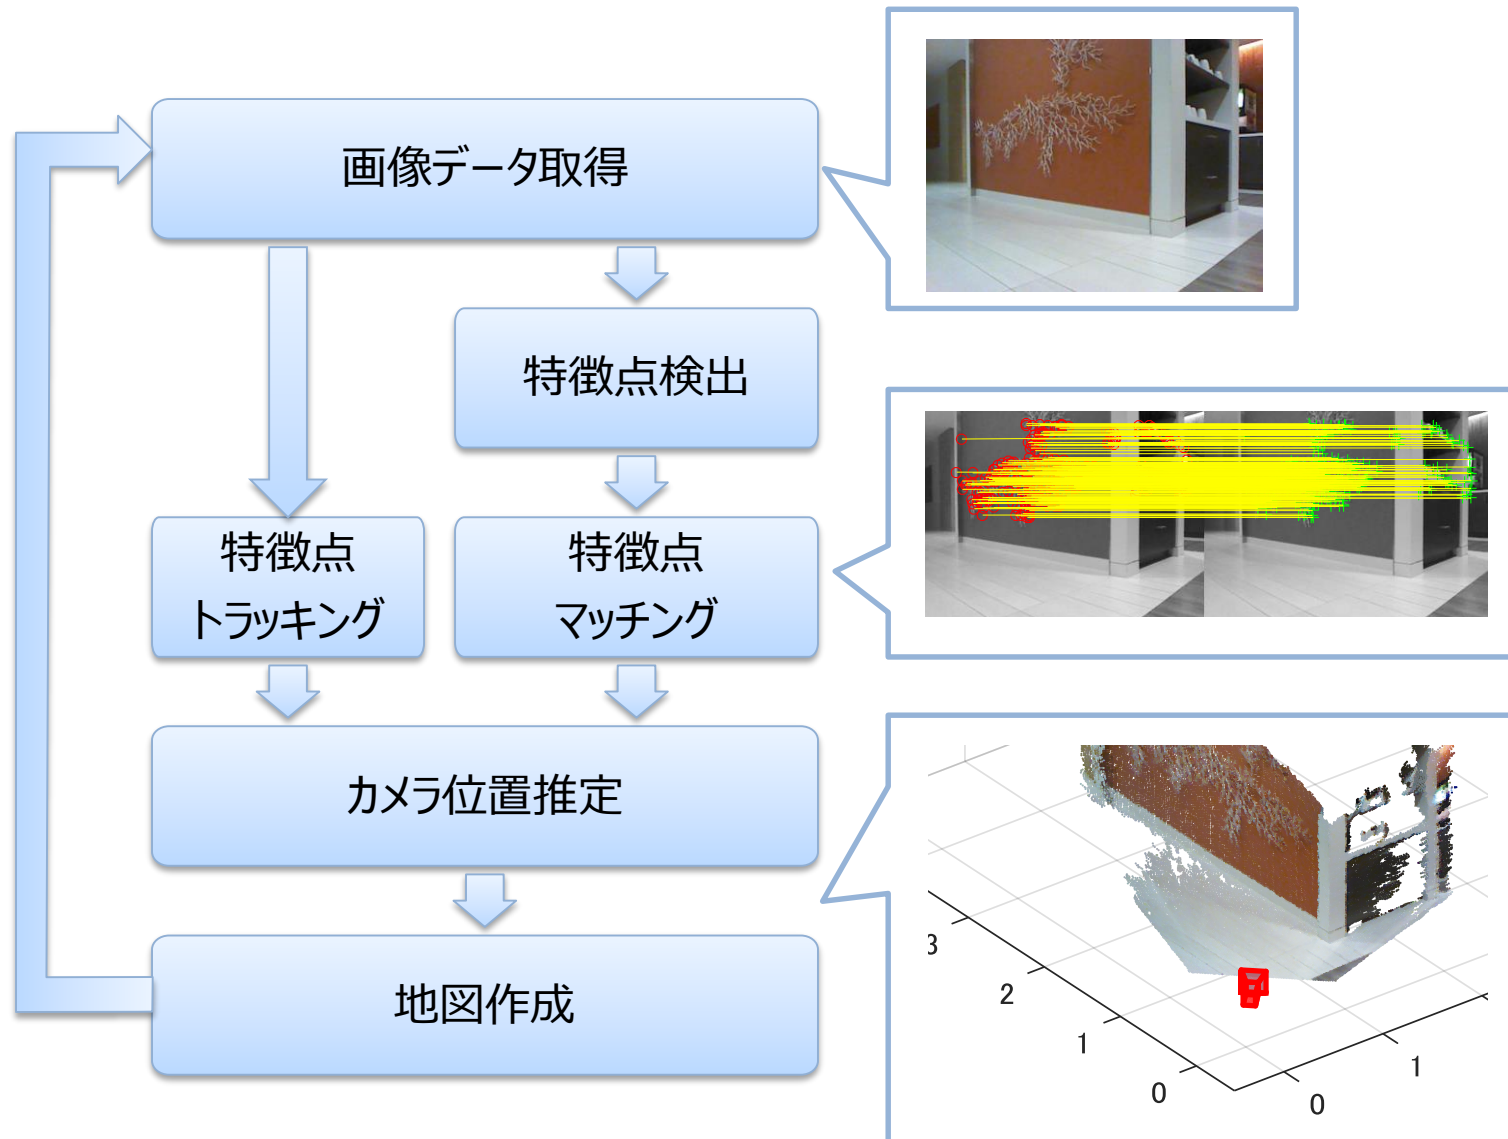 画像データ取得
特徴点検出
特徴点
トラッキング
特徴点
マッチング
カメラ位置推定
地図作成
3
2
1
0
0
1